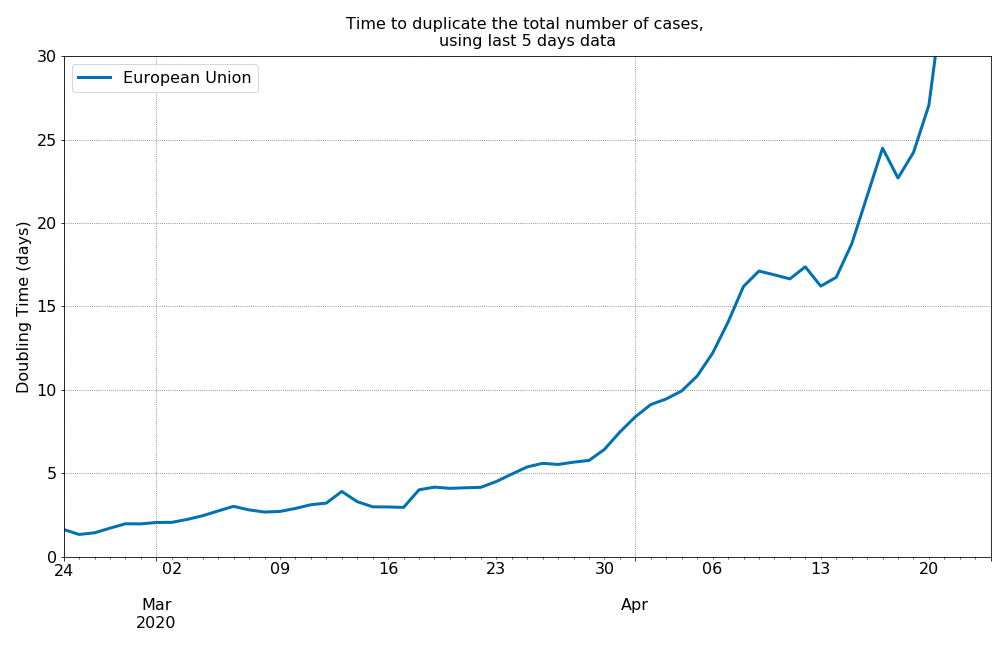 Time to duplicate the total number of cases,
using last 5 days data
European Union
Doubling Time (days)
30
25
20
15
10
5
0
24 02 09 16 23 30 06 13 20
Mar Apr
2020